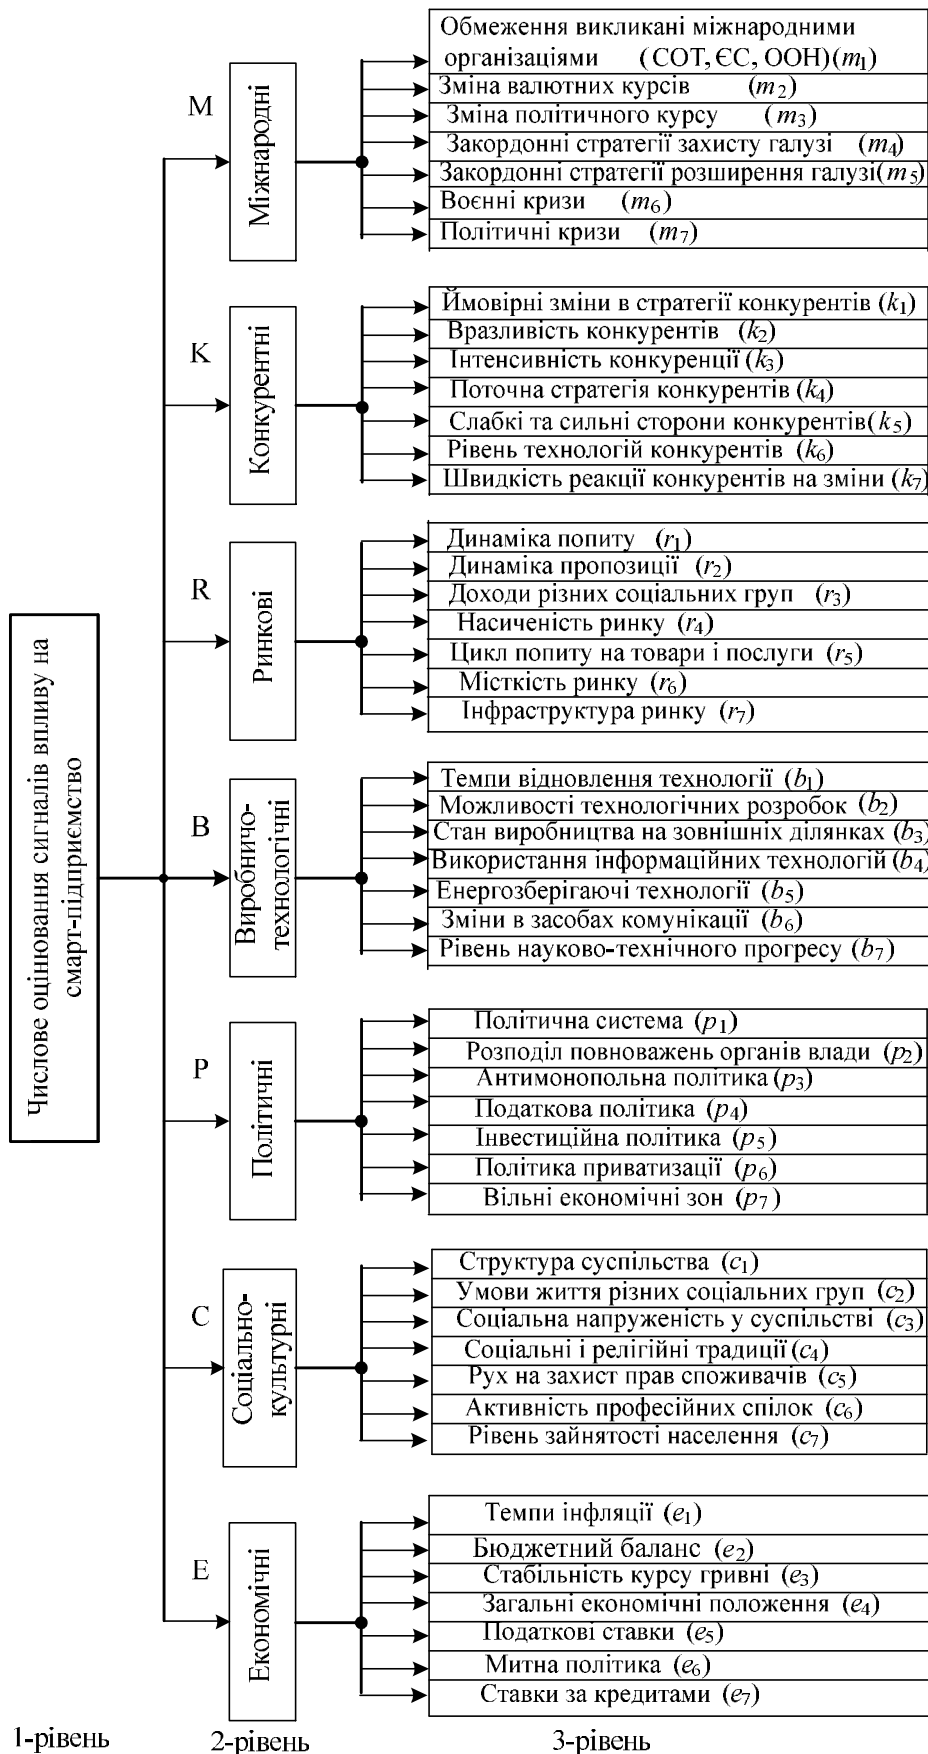 Числове оцінювання сигналів впливу на
смарт-підприємство
M
Міжнародні
Обмеження викликані міжнародними
організаціями (СОТ, ЄС, ООН)(m1)
Зміна валютних курсів (m2)
Зміна політичного курсу (m3)
Закордонні стратегії захисту галузі (m4)
Закордонні стратегії розширення галузі(m5)
Воєнні кризи (m6)
Політичні кризи (m7)
K
Конкурентні
Ймовірні зміни в стратегії конкурентів (k1)
Вразливість конкурентів (k2)
Інтенсивність конкуренції (k3)
Поточна стратегія конкурентів (k4)
Слабкі та сильні сторони конкурентів(k5)
Рівень технологій конкурентів (k6)
Швидкість реакції конкурентів на зміни (k7)
R
Ринкові
Динаміка попиту (r1)
Динаміка пропозиції (r2)
Доходи різних соціальних груп (r3)
Насиченість ринку (r4)
Цикл попиту на товари і послуги (r5)
Місткість ринку (r6)
Інфраструктура ринку (r7)
B
Виробничо-
технологічні
Темпи відновлення технології (b1)
Можливості технологічних розробок (b2)
Стан виробництва на зовнішніх ділянках (b3)
Використання інформаційних технологій (b4)
Енергозберігаючі технології (b5)
Зміни в засобах комунікації (b6)
Рівень науково-технічного прогресу (b7)
P
Політичні
Політична система (p1)
Розподіл повноважень органів влади (p2)
Антимонопольна політика (p3)
Податкова політика (p4)
Інвестиційна політика (p5)
Політика приватизації (p6)
Вільні економічні зон (p7)
C
Соціально-
культурні
Структура суспільства (c1)
Умови життя різних соціальних груп (c2)
Соціальна напруженість у суспільстві (c3)
Соціальні і релігійні традиції (c4)
Рух на захист прав споживачів (c5)
Активність професійних спілок (c6)
Рівень зайнятості населення (c7)
E
Економічні
Темпи інфляції (e1)
Бюджетний баланс (e2)
Стабільність курсу гривні (e3)
Загальні економічні положення (e4)
Податкові ставки (e5)
Митна політика (e6)
Ставки за кредитами (e7)
1-рівень
2-рівень
3-рівень